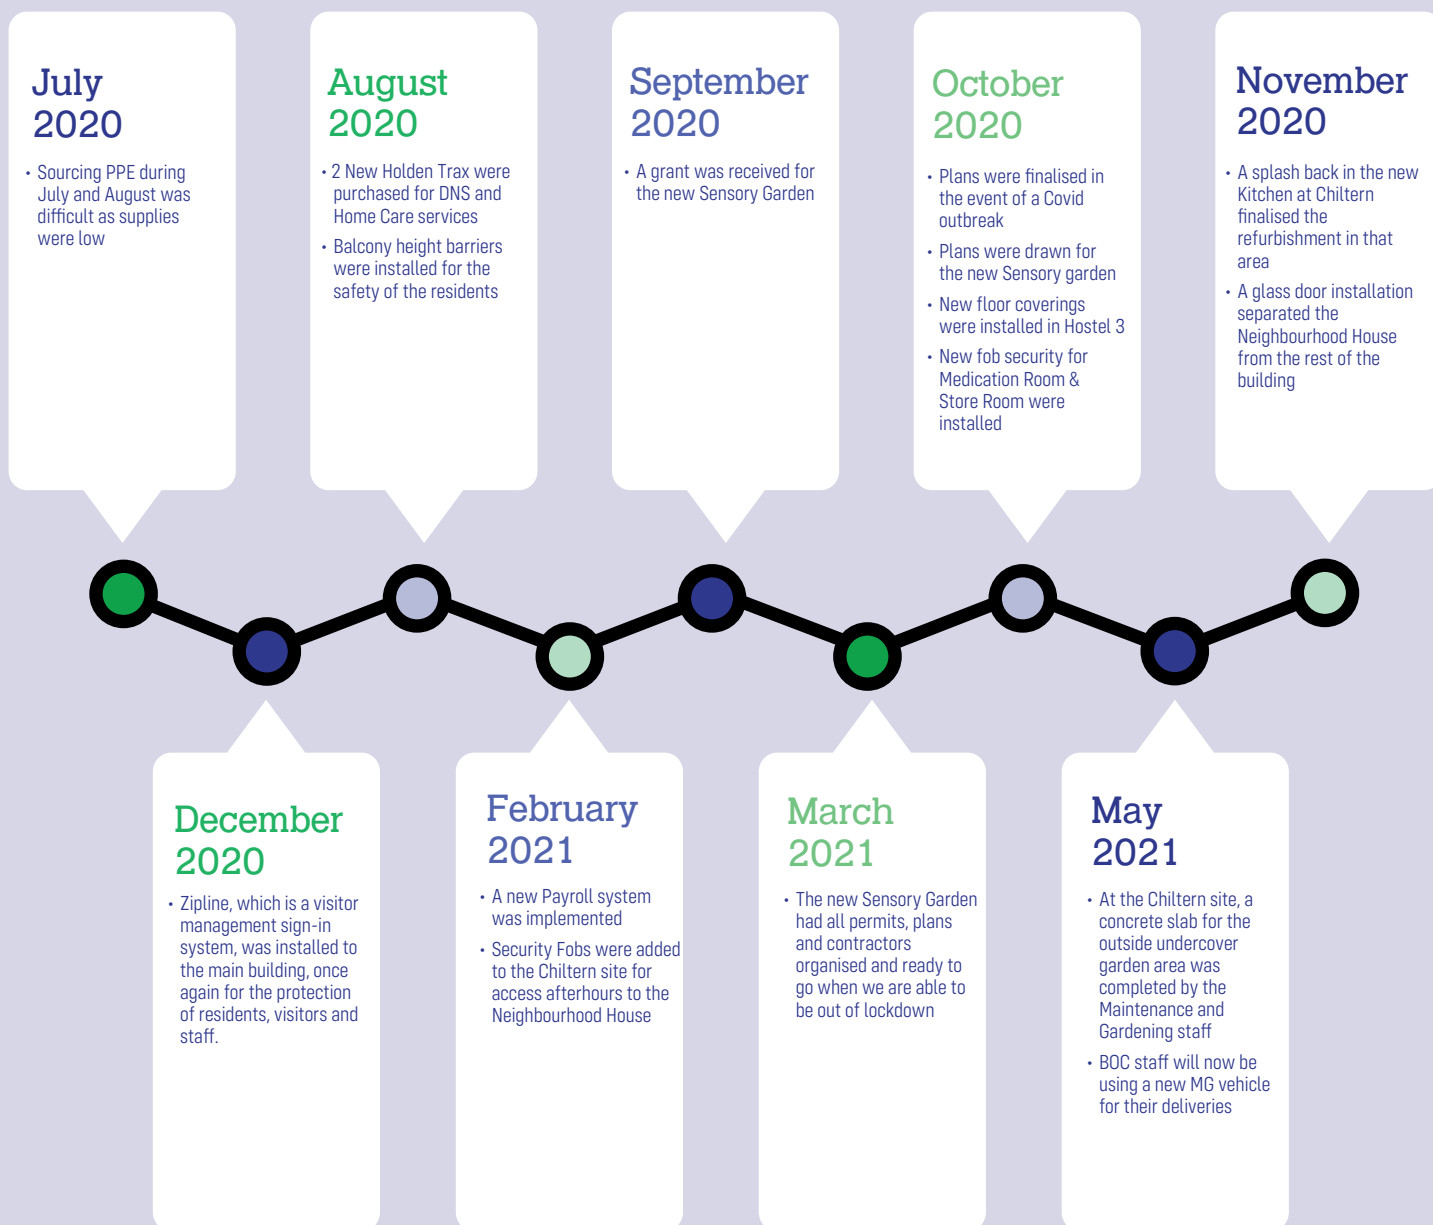 July
2020
• Sourcing PPE during
July and August was
difficult as supplies
were low
August
2020
• 2 New Holden Trax were
purchased for DNS and
Home Care services
• Balcony height barriers
were installed for the
safety of the residents
September
2020
• A grant was received for
the new Sensory Garden
October
2020
• Plans were finalised in
the event of a Covid
outbreak
• Plans were drawn for
the new Sensory garden
• New floor coverings
were installed in Hostel 3
• New fob security for
Medication Room &
Store Room were
installed
November
2020
• A splash back in the new
Kitchen at Chiltern
finalised the
refurbishment in that
area
• A glass door installation
separated the
Neighbourhood House
from the rest of the
building
December
2020
• Zipline, which is a visitor
management sign-in
system, was installed to
the main building, once
again for the protection
of residents, visitors and
staff.
February
2021
• A new Payroll system
was implemented
• Security Fobs were added
to the Chiltern site for
access afterhours to the
Neighbourhood House
March
2021
• The new Sensory Garden
had all permits, plans
and contractors
organised and ready to
go when we are able to
be out of lockdown
May
2021
• At the Chiltern site, a
concrete slab for the
outside undercover
garden area was
completed by the
Maintenance and
Gardening staff
• BOC staff will now be
using a new MG vehicle
for their deliveries